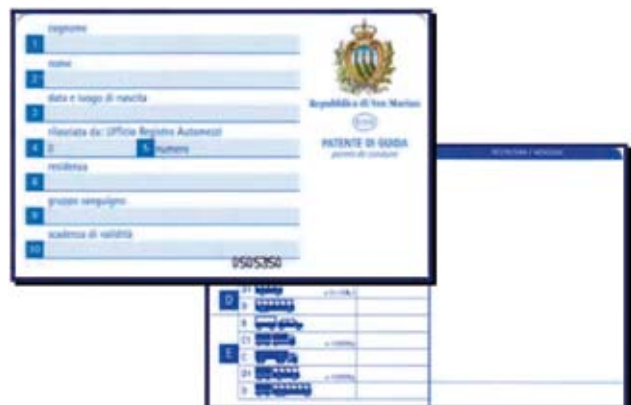 cognome
1
nome
2
data e luogo di nascita
3
rilasciata da: Ufficio Registro Automezzi
4 il 5 numero
residenza
8
gruppo sanguigno
9
scadenza di validità
10
0505350
Repubblica di San Marino
PATENTE DI GUIDA
permis de conduire
D1
D
D
B
C1
E
C
D1
D